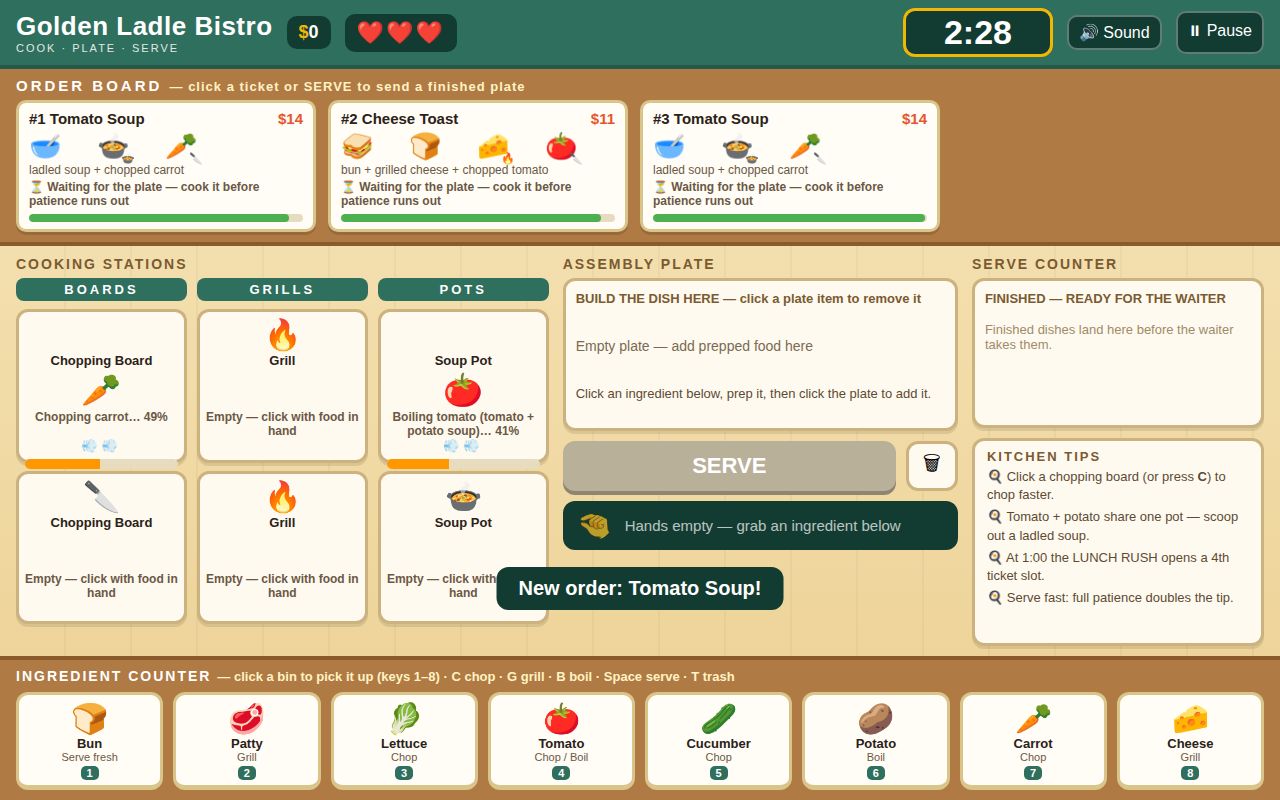 Golden Ladle Bistro
COOK · PLATE · SERVE
$0
2:28
Sound
Pause
ORDER BOARD — click a ticket or SERVE to send a finished plate
#1 Tomato Soup $14
ladled soup + chopped carrot
Waiting for the plate — cook it before
patience runs out
#2 Cheese Toast $11
bun + grilled cheese + chopped tomato
Waiting for the plate — cook it before
patience runs out
#3 Tomato Soup $14
ladled soup + chopped carrot
Waiting for the plate — cook it before
patience runs out
COOKING STATIONS
BOARDS
GRILLS
POTS
Chopping Board
Chopping carrot… 49%
Grill
Empty — click with food in
hand
Soup Pot
Boiling tomato (tomato +
potato soup)… 41%
Chopping Board
Empty — click with food in
hand
Grill
Empty — click with food in
hand
Soup Pot
Empty — click with
hand
ASSEMBLY PLATE
BUILD THE DISH HERE — click a plate item to remove it
Empty plate — add prepped food here
Click an ingredient below, prep it, then click the plate to add it.
SERVE
Hands empty — grab an ingredient below
New order: Tomato Soup!
SERVE COUNTER
FINISHED — READY FOR THE WAITER
Finished dishes land here before the waiter
takes them.
KITCHEN TIPS
Click a chopping board (or press C) to
chop faster.
Tomato + potato share one pot — scoop
out a ladled soup.
At 1:00 the LUNCH RUSH opens a 4th
ticket slot.
Serve fast: full patience doubles the tip.
INGREDIENT COUNTER — click a bin to pick it up (keys 1–8) · C chop · G grill · B boil · Space serve · T trash
Bun
Serve fresh
1
Patty
Grill
2
Lettuce
Chop
3
Tomato
Chop / Boil
4
Cucumber
Chop
5
Potato
Boil
6
Carrot
Chop
7
Cheese
Grill
8